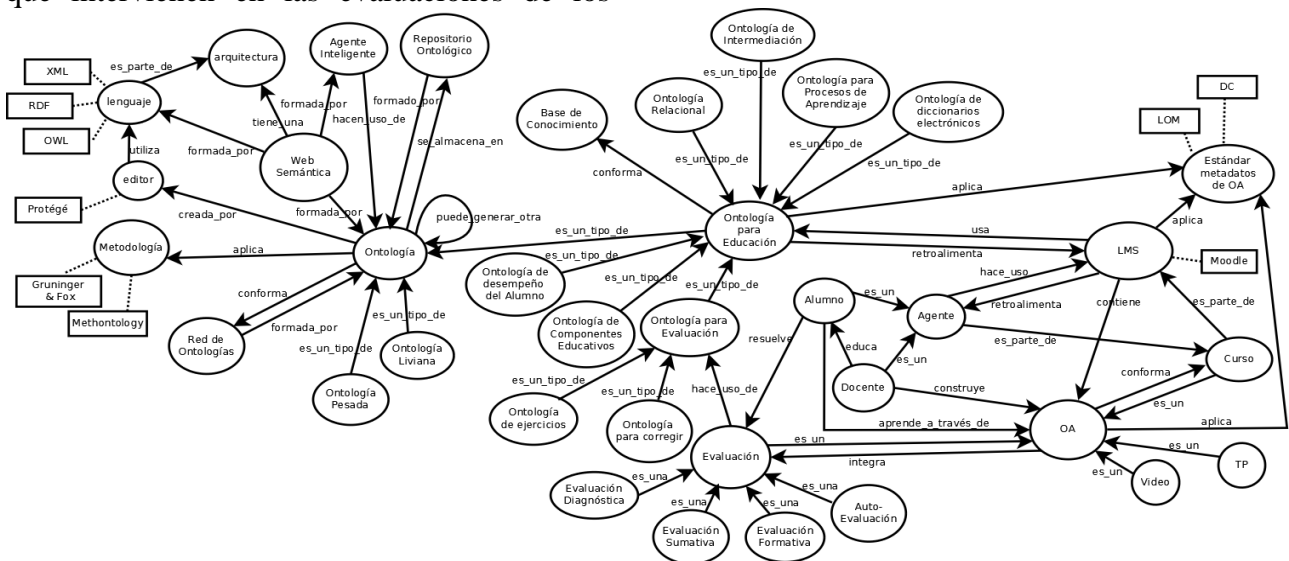 que intervienen en las evaluaciones de los
Ontología de
Intermediación
Agente
Inteligente
Repositorio
Ontológico
arquitectura
es_parte_de
XML
lenguaje
RDF
OWL
formada_por
formado_por
hacen_uso_de
tiene_una
se_almacena_en
utiliza
formada_por
Web
Semántica
editor
Protégé
creada_por
formada_por
puede_generar_otra
Metodología
aplica
Ontología
Gruninger
& Fox
Methontology
conforma
formada_por
Red de
Ontologías
es_un_tipo_de
es_un_tipo_de
Ontología
Liviana
Ontología
Pesada
es_un_tipo_de
Base de
Conocimiento
Ontología
Relacional
Ontología para
Procesos de
Aprendizaje
Ontología de
diccionarios
electrónicos
es_un_tipo_de
es_un_tipo_de
es_un_tipo_de
conforma
DC
LOM
Estándar
metadatos
de OA
aplica
aplica
Ontología
para
Educación
es_un_tipo_de
usa
retroalimenta
LMS
Moodle
es_un_tipo_de
Ontología de
desempeño
del Alumno
es_un_tipo_de
es_un_tipo_de
Ontología de
Componentes
Educativos
Ontología para
Evaluación
hace_uso
retroalimenta
contiene
es_parte_de
Alumno
es_un
Agente
resuelve
educa
es_un
es_parte_de
Curso
Docente
construye
conforma
es_un
es_un_tipo_de
es_un_tipo_de
hace_uso_de
Ontología
de ejercicios
Ontología
para corregir
aprende_a_través_de
OA
aplica
Evaluación
es_un
integra
es_un
es_un
TP
Video
es_una
es_una
es_una
es_una
Evaluación
Diagnóstica
Evaluación
Sumativa
Evaluación
Formativa
Auto-
Evaluación